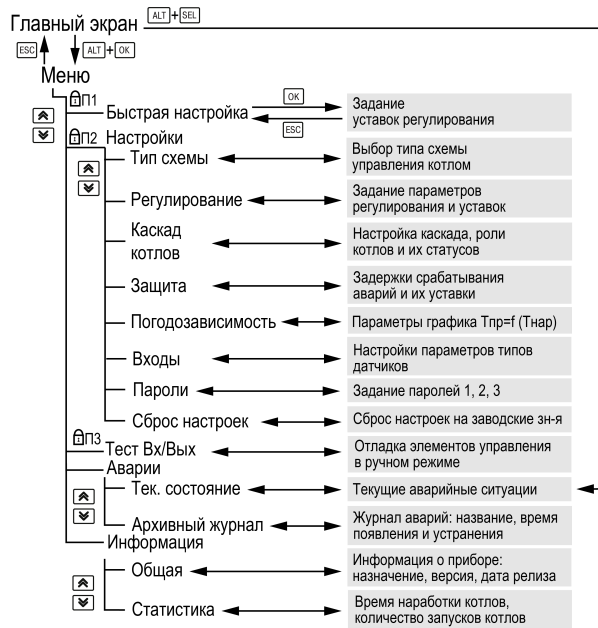 Главный экран ALT+SEL
ESC ALT+OK
Меню
П1
Быстрая настройка OK ESC Задание
уставок регулирования
П2 Настройки
Тип схемы Выбор типа схемы
управления котлом
Регулирование Задание параметров
регулирования и уставок
Каскад
котлов
Настройка каскада, роли
котлов и их статусов
Защита Задержки срабатывания
аварий и их уставки
Погодозависимость Параметры графика Тпр=f (Тнар)
Входы Настройки параметров типов
датчиков
Пароли Задание паролей 1, 2, 3
Сброс настроек Сброс настроек на заводские зн-я
П3
Тест Вх/Вых Отладка элементов управления
в ручном режиме
Аварии
Тек. состояние Текущие аварийные ситуации
Архивный журнал Журнал аварий: название, время
появления и устранения
Информация
Общая Информация о приборе:
назначение, версия, дата релиза
Статистика Время наработки котлов,
количество запусков котлов